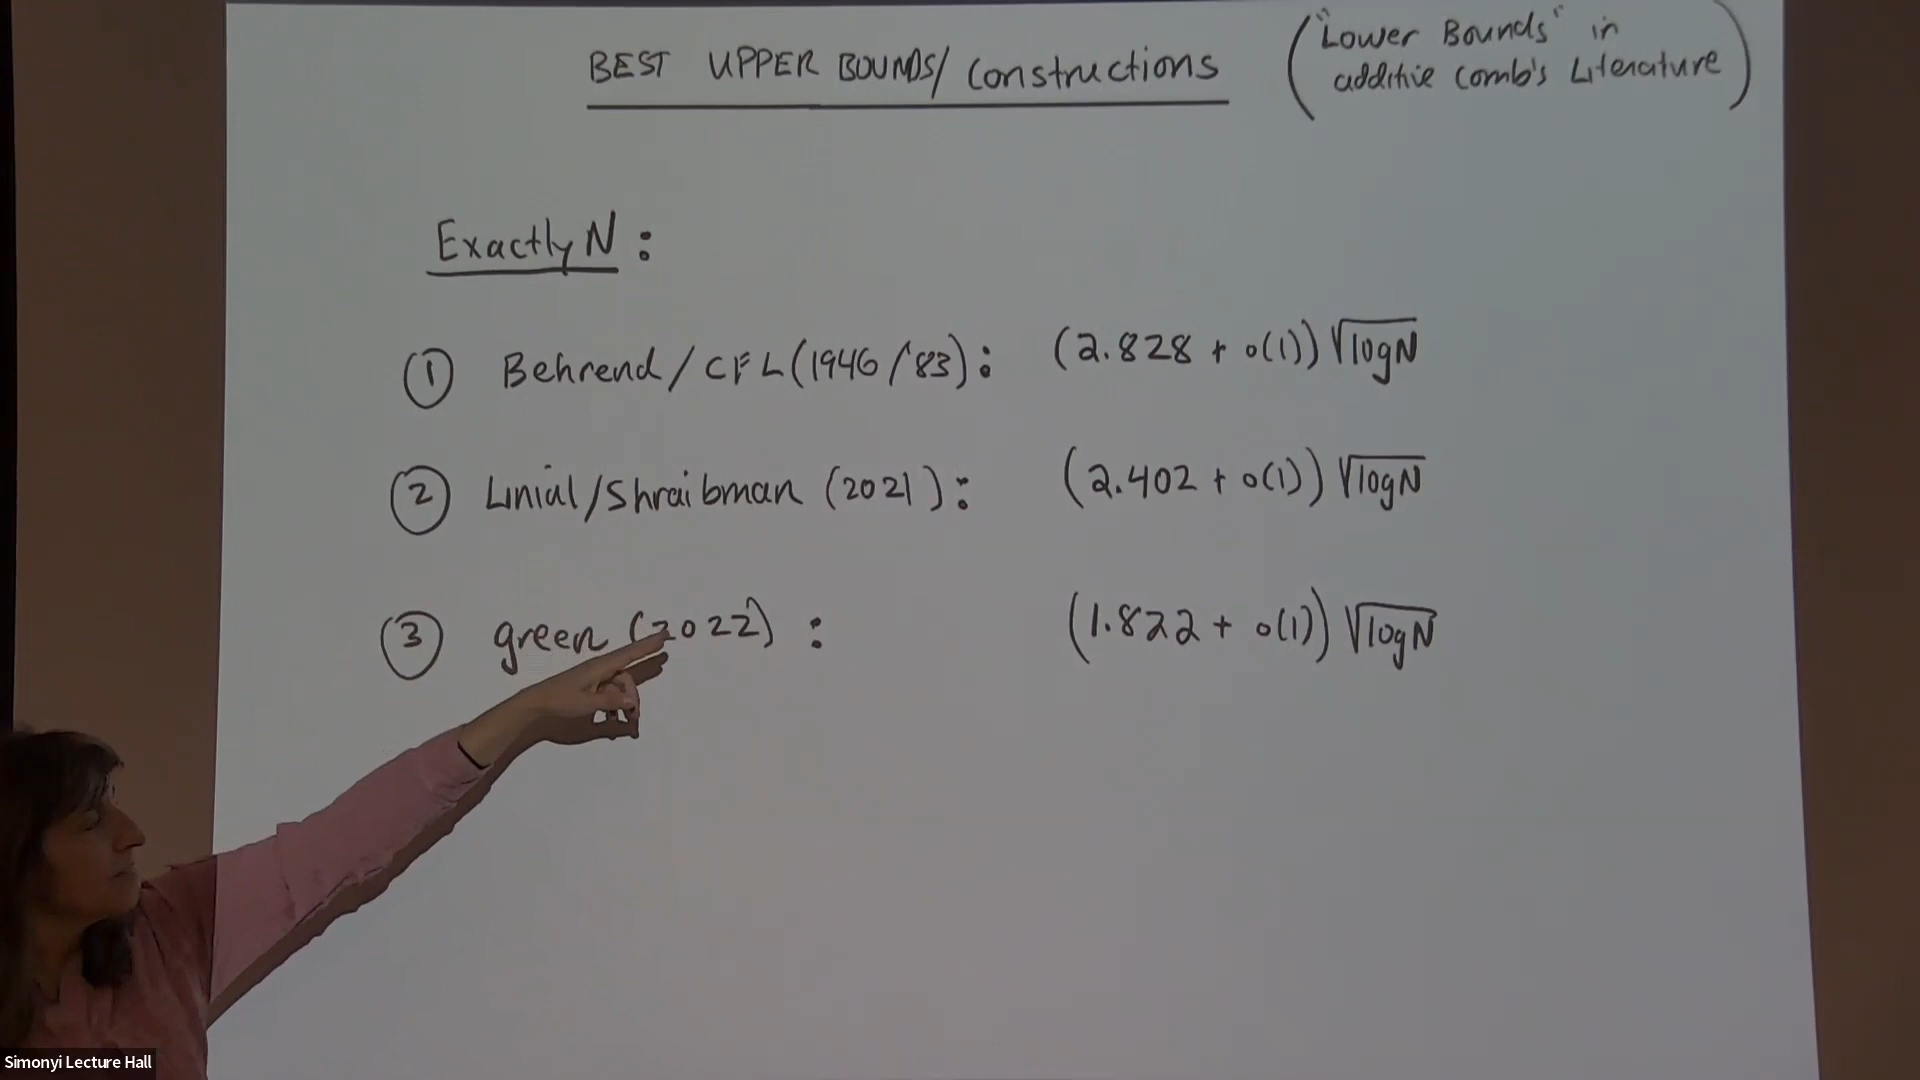 BEST UPPER BOUNDS/Constructions
("Lower Bounds" in
additive comb's Literature)
Exactly N:
① Behrend/CFL(1946/'83): (2.828 + o(1))√logN
② Linial/Shraibman (2021): (2.402 + o(1))√logN
③ green (2022): (1.822 + o(1))√logN
Simonyi Lecture Hall